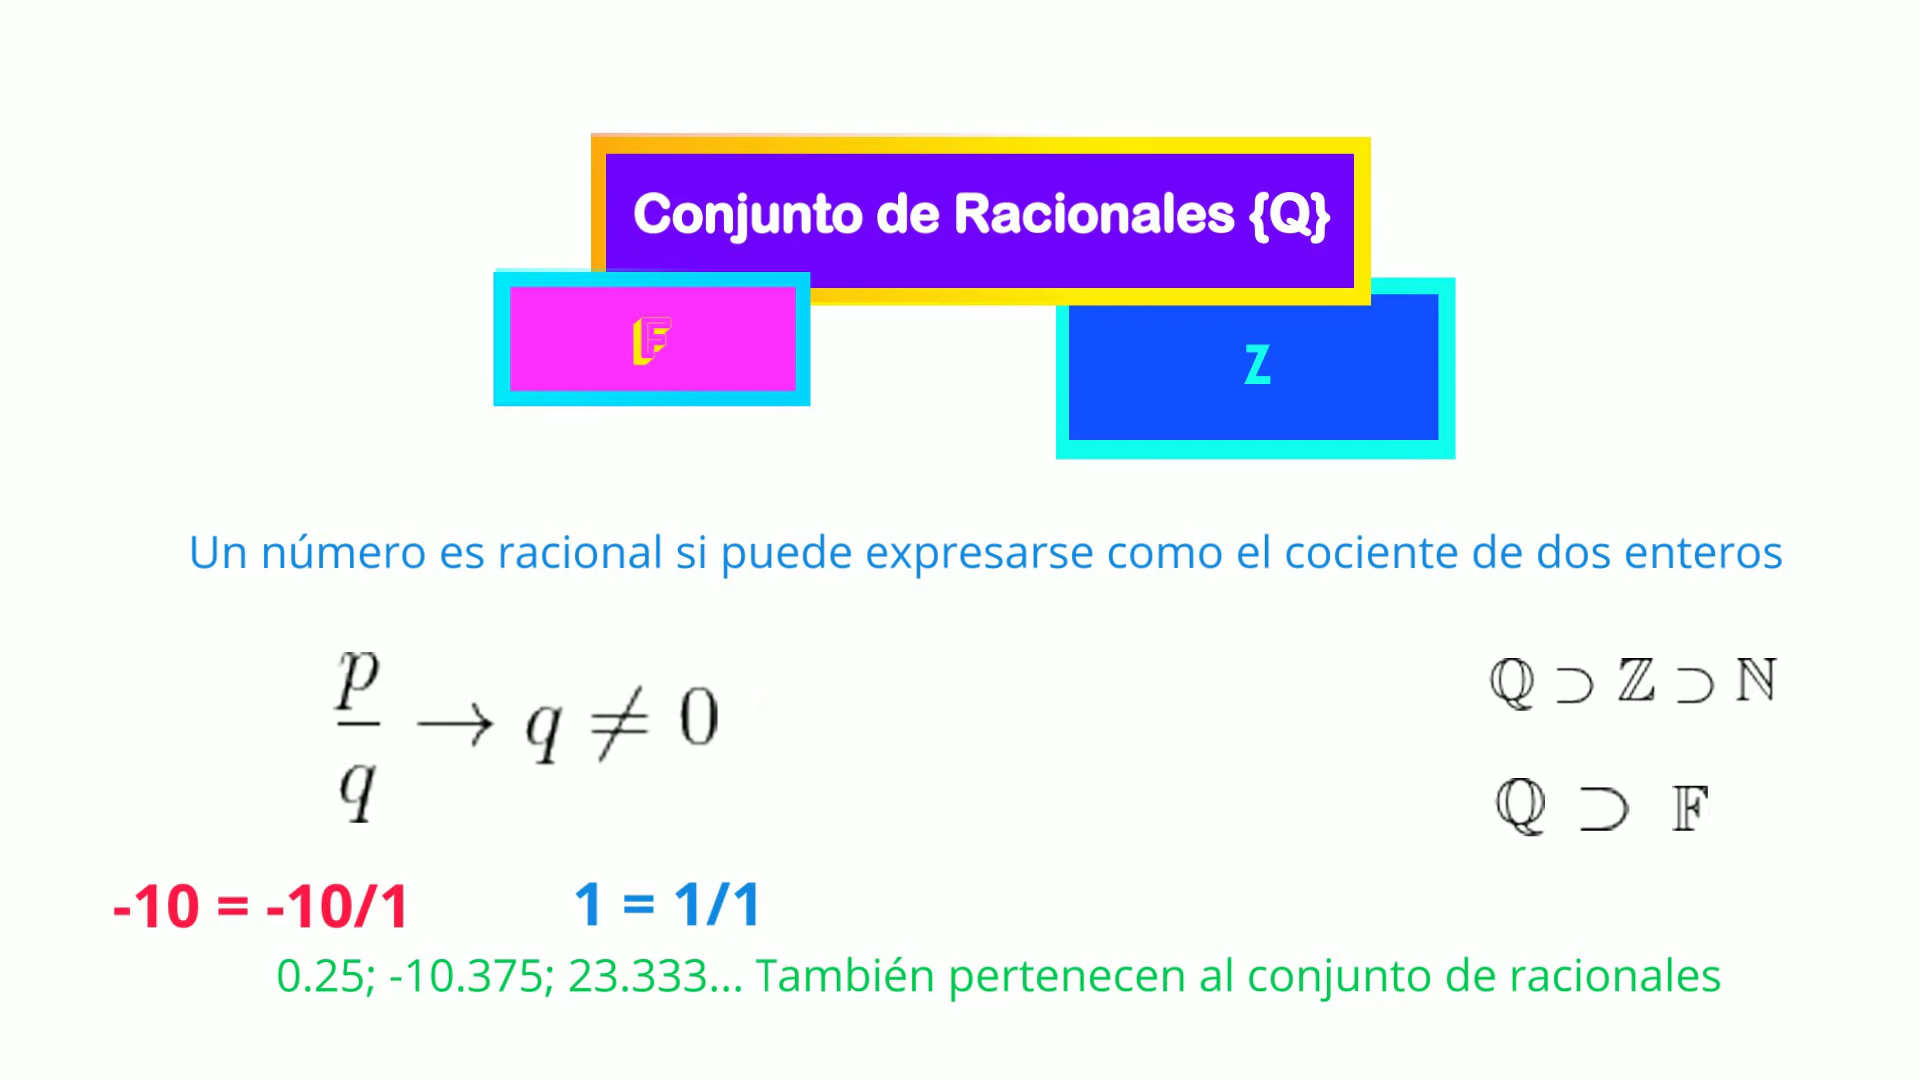 Conjunto de Racionales {Q}
F
Z
Un número es racional si puede expresarse como el cociente de dos enteros
p/q → q ≠ 0
ℚ ⊃ ℤ ⊃ ℕ
ℚ ⊃ 𝔽
-10 = -10/1
1 = 1/1
0.25; -10.375; 23.333... También pertenecen al conjunto de racionales